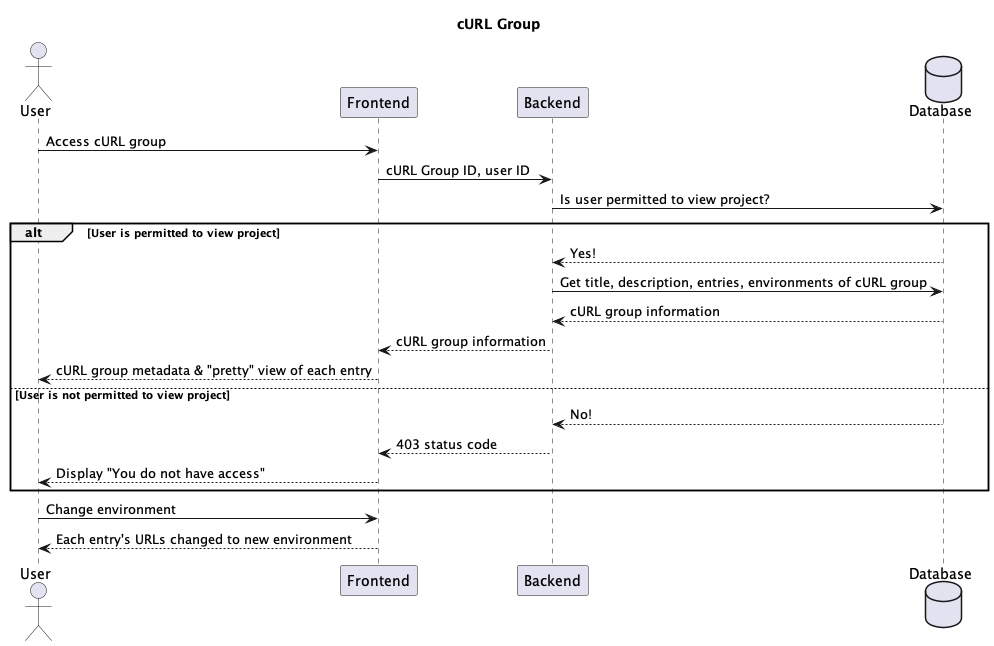 cURL Group
User
Frontend
Backend
Database
Access cURL group
cURL Group ID, user ID
Is user permitted to view project?
alt [User is permitted to view project]
Yes!
Get title, description, entries, environments of cURL group
cURL group information
cURL group information
cURL group metadata & "pretty" view of each entry
[User is not permitted to view project]
No!
403 status code
Display "You do not have access"
Change environment
Each entry's URLs changed to new environment
User
Frontend
Backend
Database